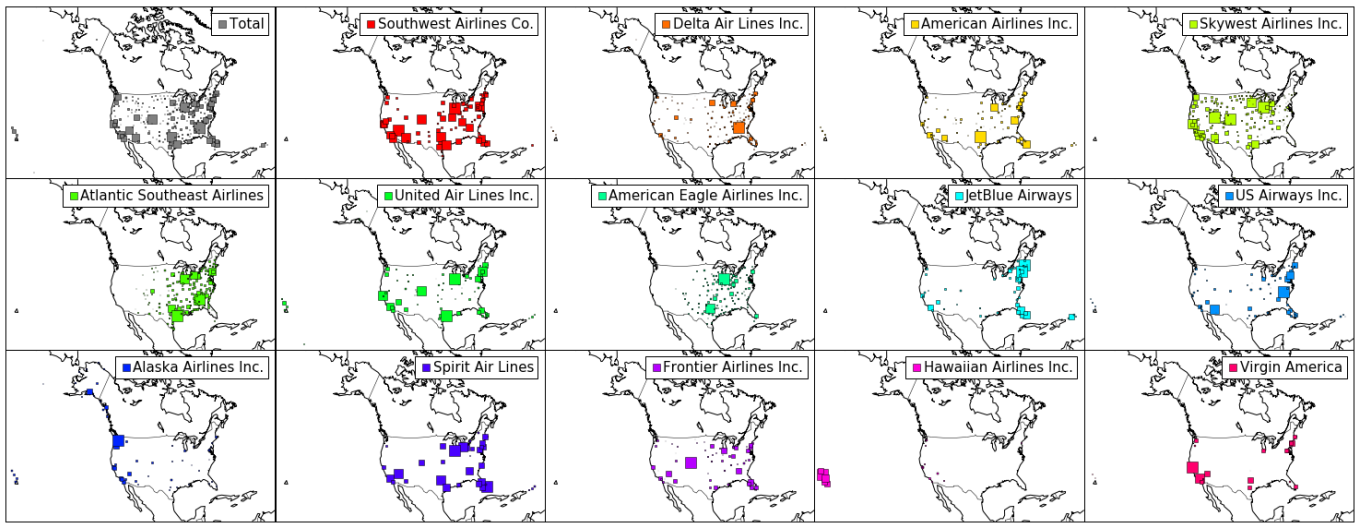 Total
Southwest Airlines Co.
Delta Air Lines Inc.
American Airlines Inc.
Skywest Airlines Inc.
Atlantic Southeast Airlines
United Air Lines Inc.
American Eagle Airlines Inc.
JetBlue Airways
US Airways Inc.
Alaska Airlines Inc.
Spirit Air Lines
Frontier Airlines Inc.
Hawaiian Airlines Inc.
Virgin America